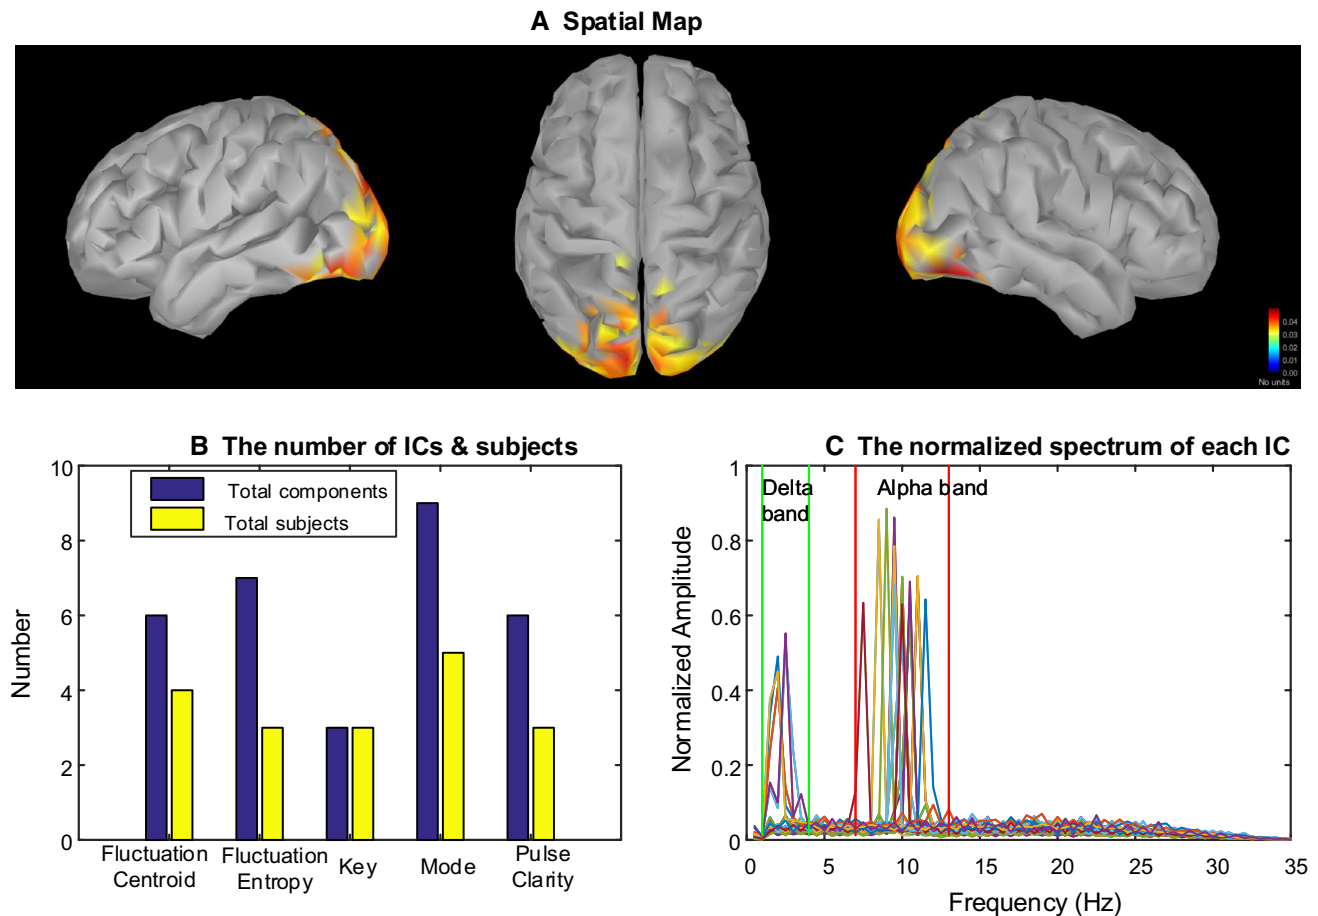 A Spatial Map
0.04
0.03
0.02
0.01
0.00
No units
B The number of ICs & subjects
Number
10
8
6
4
2
0
Total components
Total subjects
Fluctuation
Centroid
Fluctuation
Entropy
Key
Mode
Pulse
Clarity
C The normalized spectrum of each IC
Normalized Amplitude
1
0.8
0.6
0.4
0.2
0
Delta
band
Alpha band
0 5 10 15 20 25 30 35
Frequency (Hz)